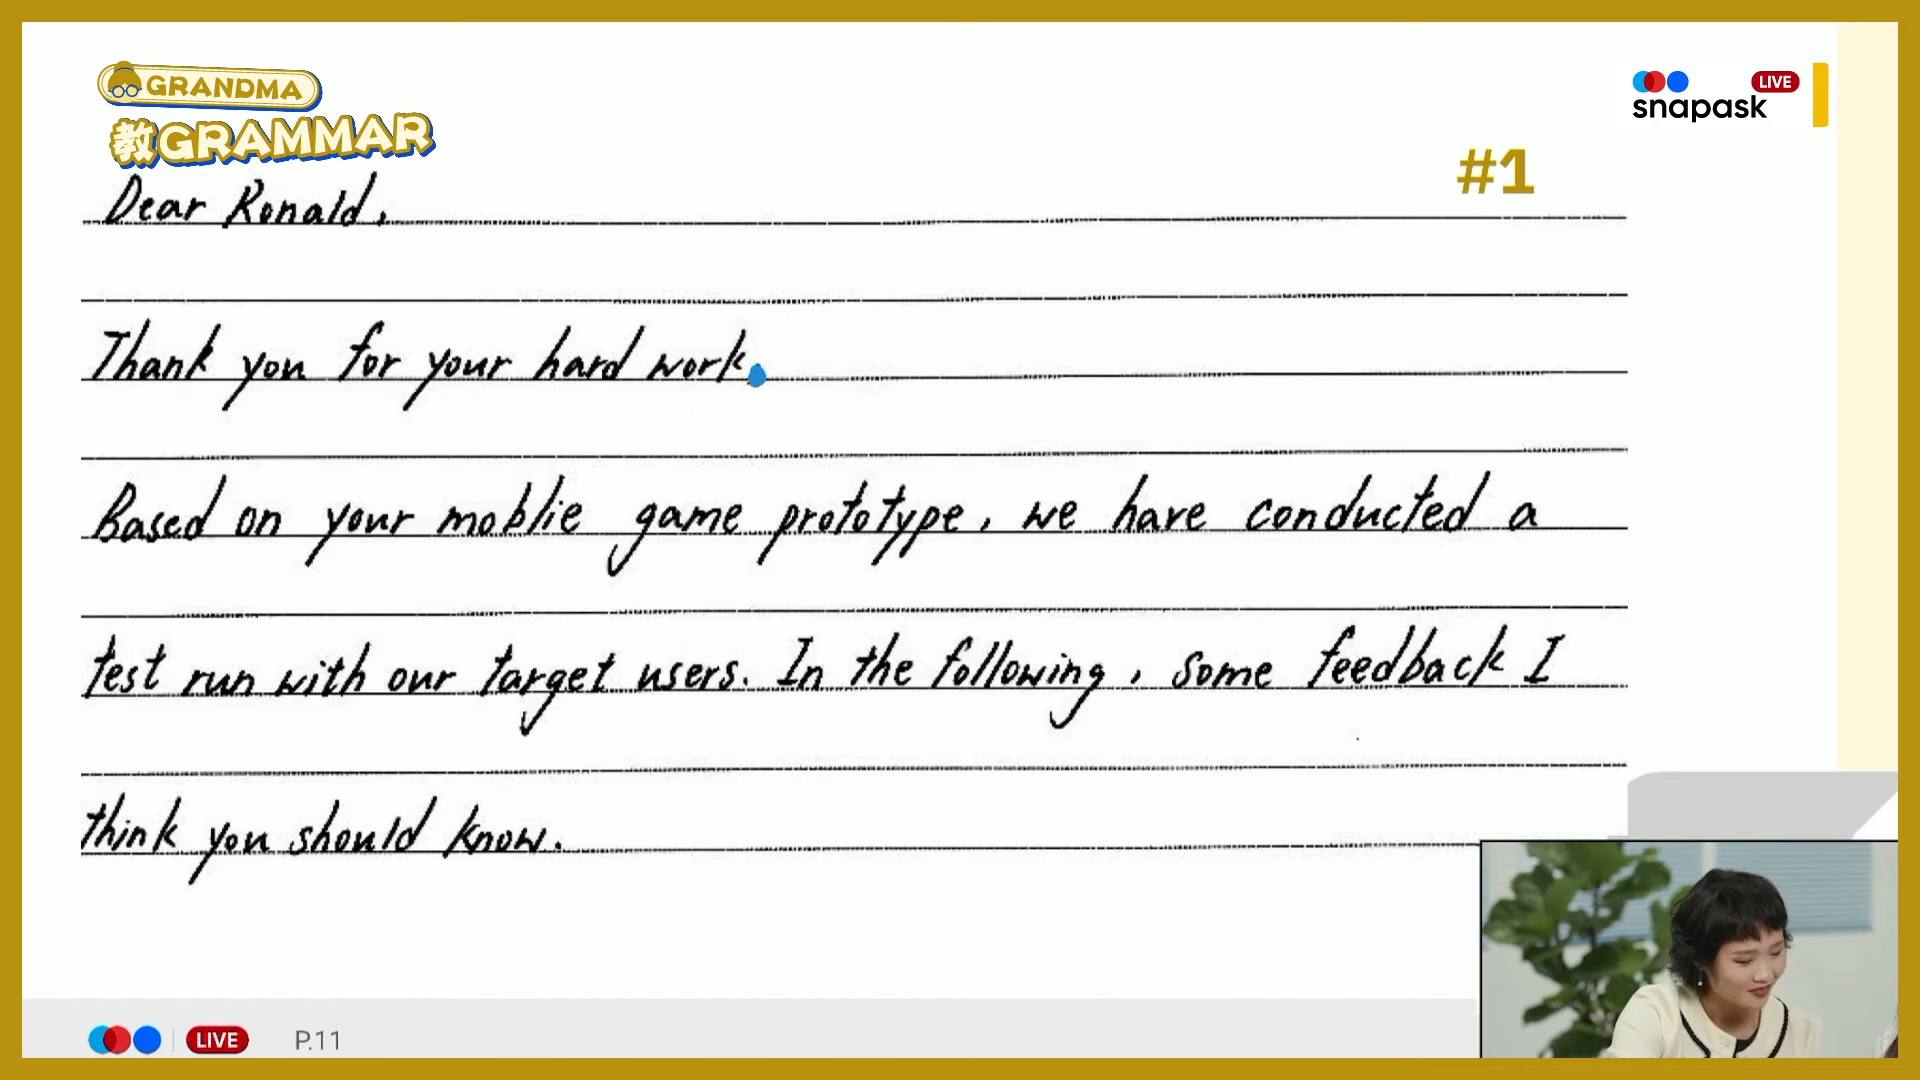 GRANDMA
教GRAMMAR
LIVE
snapask
#1
Dear Ronald,
Thank you for your hard work.
Based on your moblie game prototype, we have conducted a
test run with our target users. In the following, some feedback I
think you should know.
LIVE
P.11